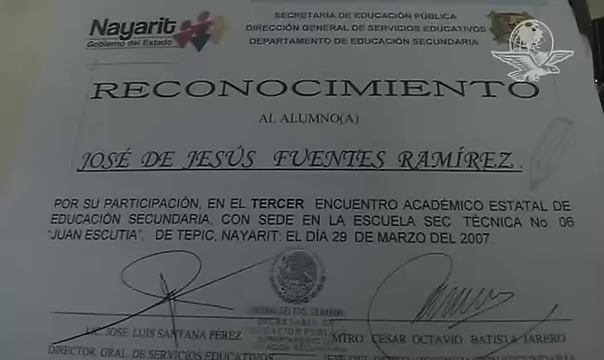 Nayarit
Gobierno del Estado
SECRETARÍA DE EDUCACIÓN PÚBLICA
DIRECCIÓN GENERAL DE SERVICIOS EDUCATIVOS
DEPARTAMENTO DE EDUCACIÓN SECUNDARIA
RECONOCIMIENTO
AL ALUMNO(A)
JOSÉ DE JESÚS FUENTES RAMÍREZ.
POR SU PARTICIPACIÓN, EN EL TERCER ENCUENTRO ACADÉMICO ESTATAL DE
EDUCACIÓN SECUNDARIA, CON SEDE EN LA ESCUELA SEC TÉCNICA No. 06
"JUAN ESCUTIA", DE TEPIC, NAYARIT: EL DÍA 29 DE MARZO DEL 2007.
LIC. JOSE LUIS SANTANA PÉREZ
MTRO CESAR OCTAVIO BATISTA JARERO
DIRECTOR GRAL. DE SERVICIOS EDUCATIVOS